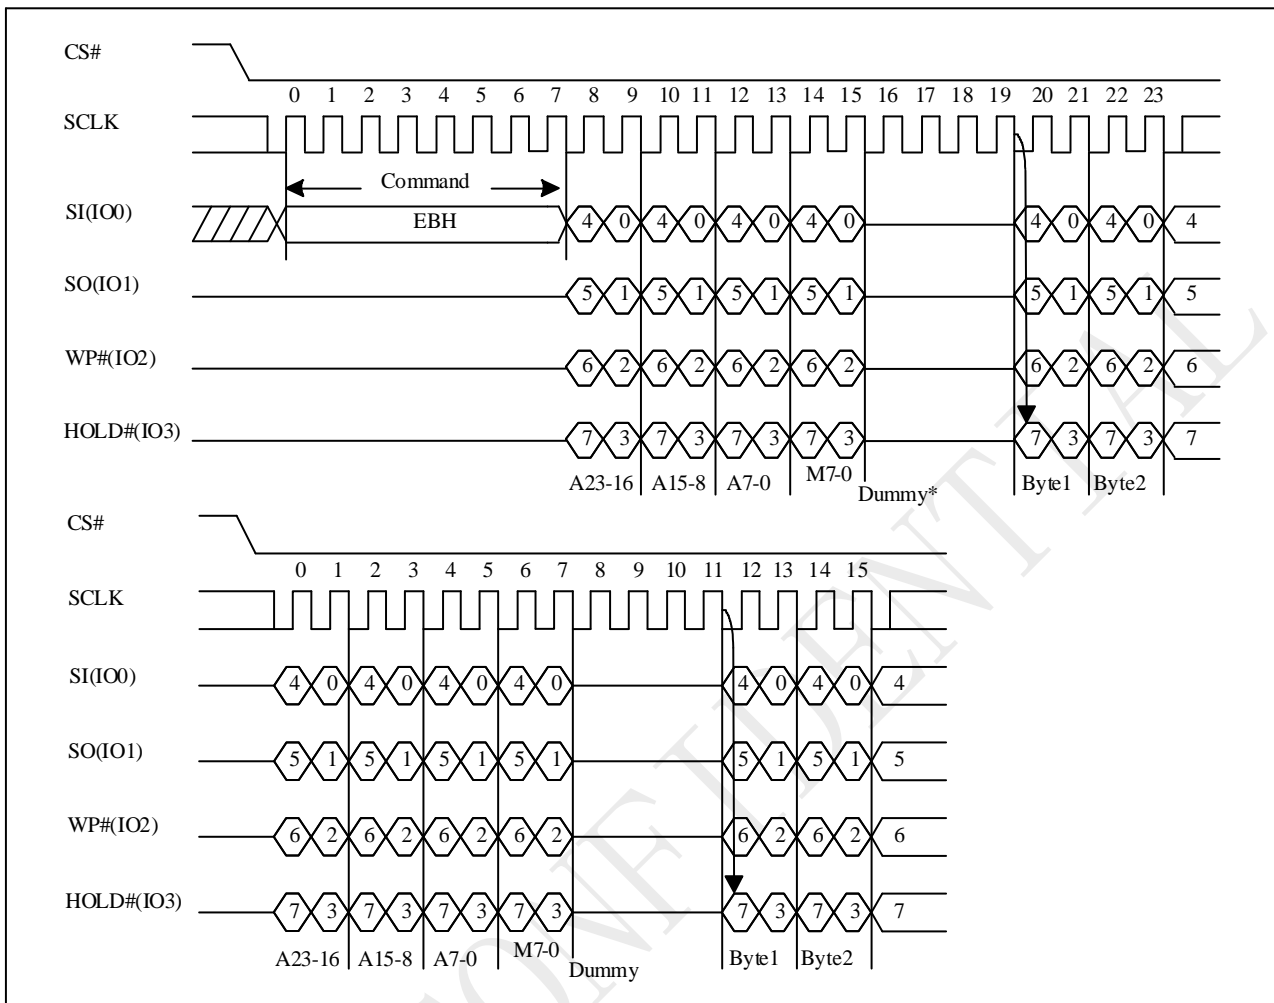 CS#
0 1 2 3 4 5 6 7 8 9 10 11 12 13 14 15 16 17 18 19 20 21 22 23
SCLK
Command
SI(IO0) EBH 4 0 4 0 4 0 4 0 4 0 4 0 4
SO(IO1) 5 1 5 1 5 1 5 1 5 1 5 1 5
WP#(IO2) 6 2 6 2 6 2 6 2 6 2 6 2 6
HOLD#(IO3) 7 3 7 3 7 3 7 3 7 3 7 3 7
A23-16 A15-8 A7-0 M7-0 Dummy* Byte1 Byte2
CS#
0 1 2 3 4 5 6 7 8 9 10 11 12 13 14 15
SCLK
SI(IO0) 4 0 4 0 4 0 4 0 4 0 4 0 4
SO(IO1) 5 1 5 1 5 1 5 1 5 1 5 1 5
WP#(IO2) 6 2 6 2 6 2 6 2 6 2 6 2 6
HOLD#(IO3) 7 3 7 3 7 3 7 3 7 3 7 3 7
A23-16 A15-8 A7-0 M7-0 Dummy Byte1 Byte2